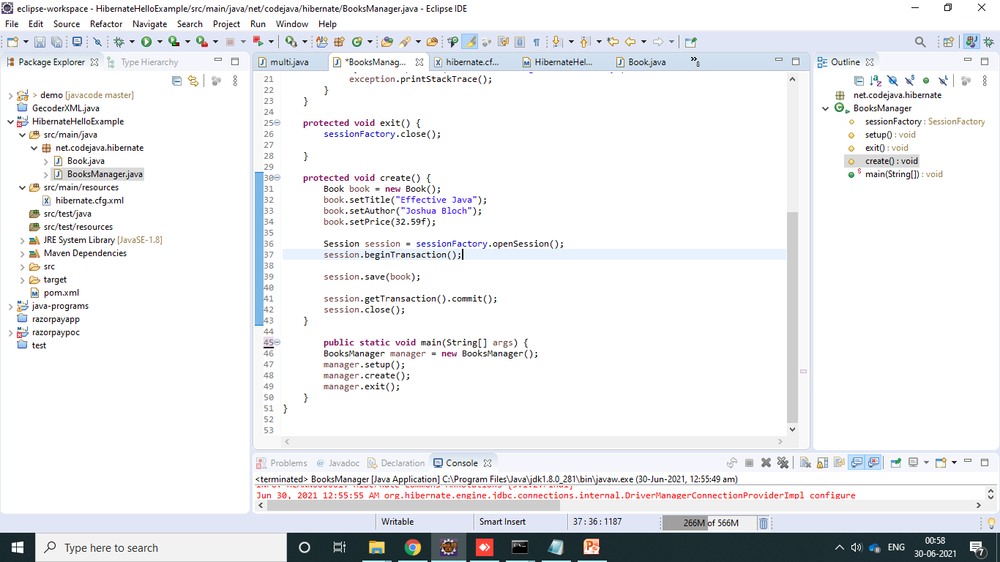 eclipse-workspace - HibernateHelloExample/src/main/java/net/codejava/hibernate/BooksManager.java - Eclipse IDE
File Edit Source Refactor Navigate Search Project Run Window Help
Package Explorer
Type Hierarchy
> demo [javacode master]
GecoderXML.java
HibernateHelloExample
src/main/java
net.codejava.hibernate
Book.java
BooksManager.java
src/main/resources
hibernate.cfg.xml
src/test/java
src/test/resources
JRE System Library [JavaSE-1.8]
Maven Dependencies
src
target
pom.xml
java-programs
razorpayapp
razorpaypoc
test
multi.java
*BooksManag...
hibernate.cf...
HibernateHel...
Book.java
»8
21 exception.printStackTrace();
22 }
23 }
24
25 protected void exit() {
26 sessionFactory.close();
27
28 }
29
30 protected void create() {
31 Book book = new Book();
32 book.setTitle("Effective Java");
33 book.setAuthor("Joshua Bloch");
34 book.setPrice(32.59f);
35
36 Session session = sessionFactory.openSession();
37 session.beginTransaction();
38
39 session.save(book);
40
41 session.getTransaction().commit();
42 session.close();
43 }
44
45 public static void main(String[] args) {
46 BooksManager manager = new BooksManager();
47 manager.setup();
48 manager.create();
49 manager.exit();
50 }
51 }
52
53
Outline
net.codejava.hibernate
BooksManager
sessionFactory : SessionFactory
setup() : void
exit() : void
create() : void
main(String[]) : void
Problems @ Javadoc Declaration Console
<terminated> BooksManager [Java Application] C:\Program Files\Java\jdk1.8.0_281\bin\javaw.exe (30-Jun-2021, 12:55:49 am)
Jun 30, 2021 12:55:55 AM org.hibernate.engine.jdbc.connections.internal.DriverManagerConnectionProviderImpl configure
Writable
Smart Insert
37 : 36 : 1187
266M of 566M
Type here to search
ENG
00:58
30-06-2021
7